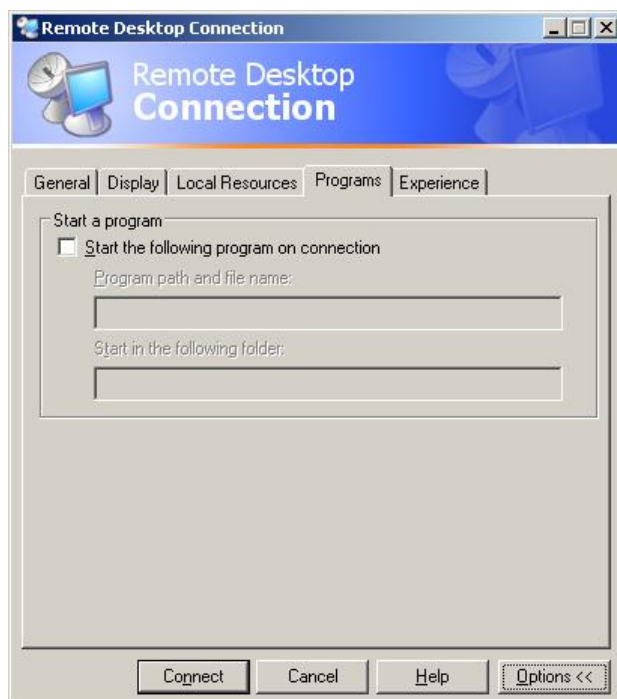 Remote Desktop Connection
Remote Desktop
Connection
General Display Local Resources Programs Experience
Start a program
Start the following program on connection
Program path and file name:
Start in the following folder:
Connect Cancel Help Options <<